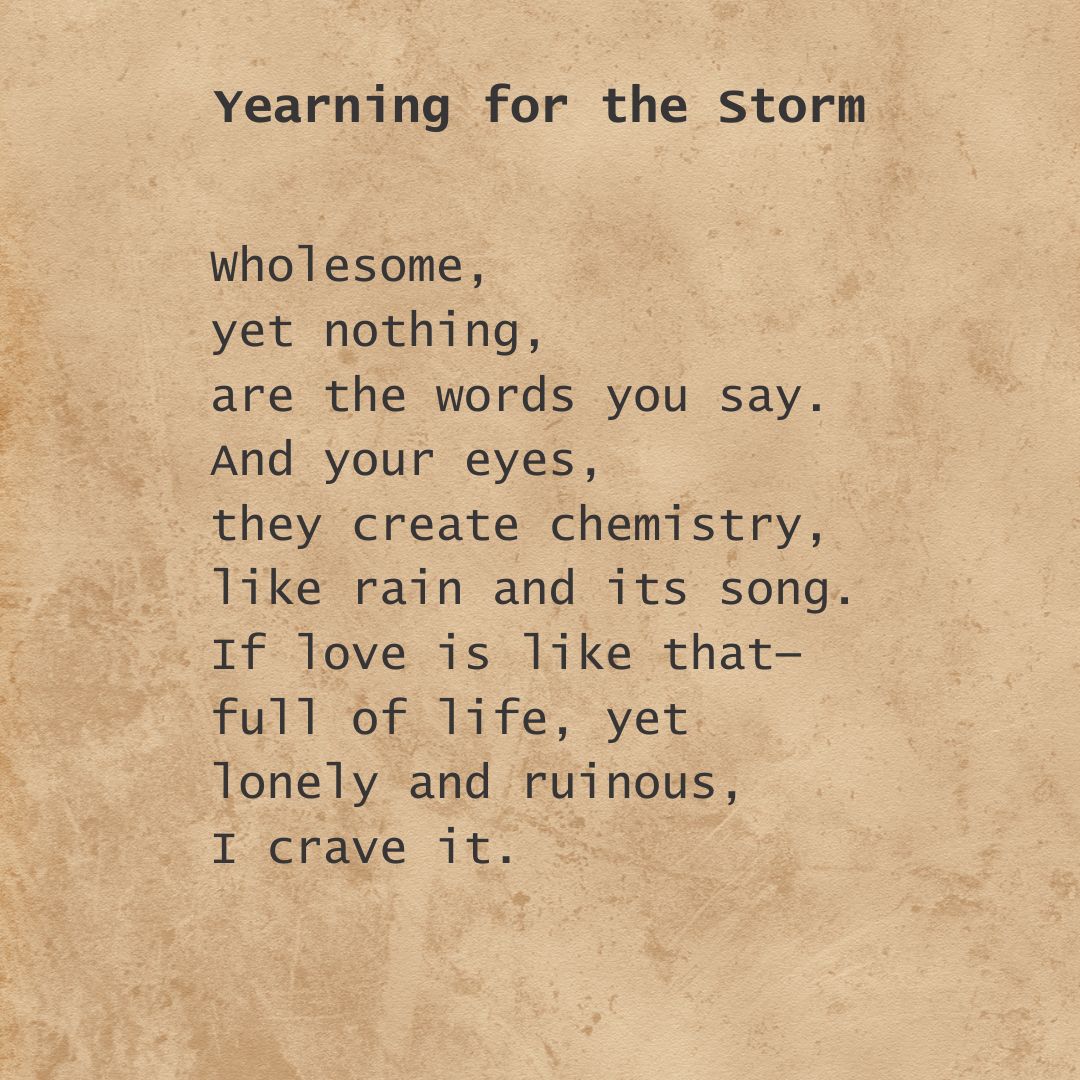 Yearning for the Storm
Wholesome,
yet nothing,
are the words you say.
And your eyes,
they create chemistry,
like rain and its song.
If love is like that—
full of life, yet
lonely and ruinous,
I crave it.